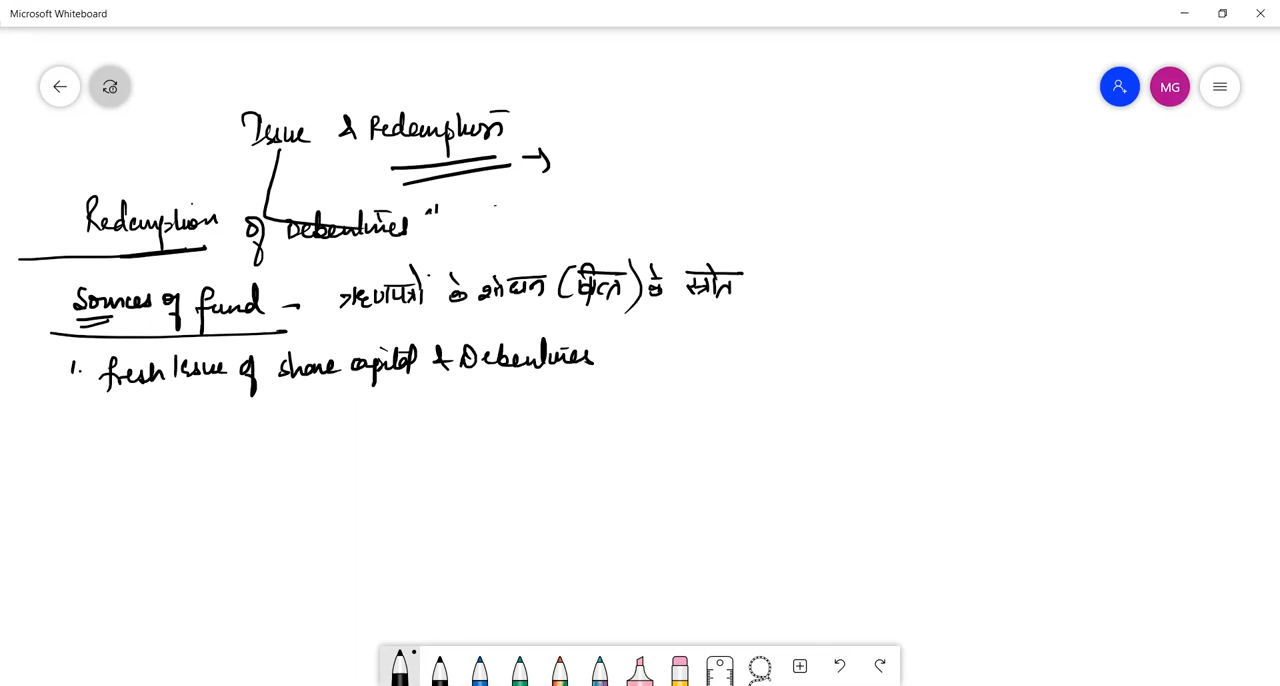 Microsoft Whiteboard
MG
Issue & Redemption
Redemption of Debentures "
Sources of fund - ऋणपत्रों के शोधन (वित्त) के स्रोत
1. fresh Issue of share capital & Debentures